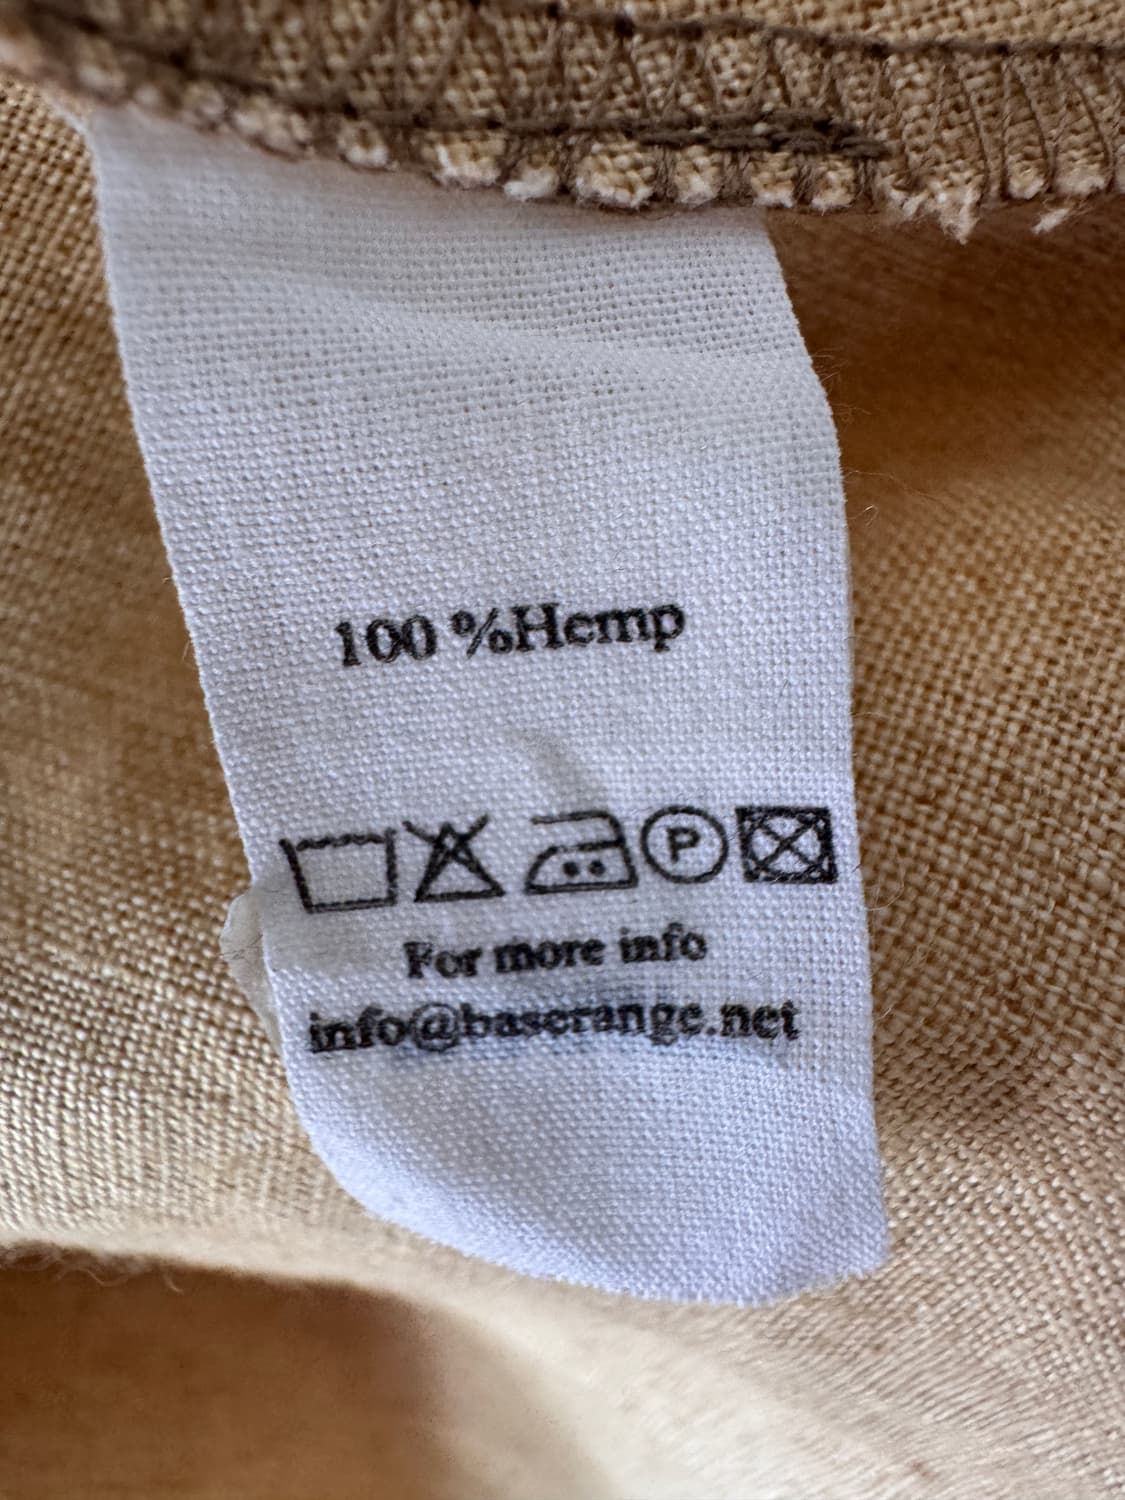 100 %Hemp
P
For more info
info@baserange.net